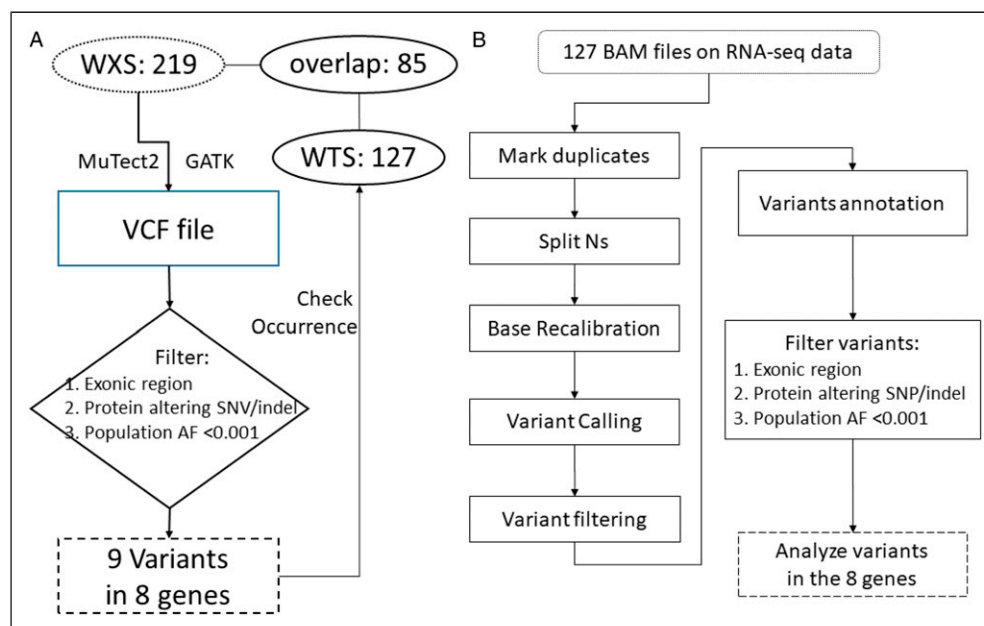 A
WXS: 219
overlap: 85
WTS: 127
MuTect2
GATK
VCF file
Check
Occurrence
Filter:
1. Exonic region
2. Protein altering SNV/indel
3. Population AF <0.001
9 Variants
in 8 genes
B
127 BAM files on RNA-seq data
Mark duplicates
Split Ns
Base Recalibration
Variant Calling
Variant filtering
Variants annotation
Filter variants:
1. Exonic region
2. Protein altering SNP/indel
3. Population AF <0.001
Analyze variants
in the 8 genes